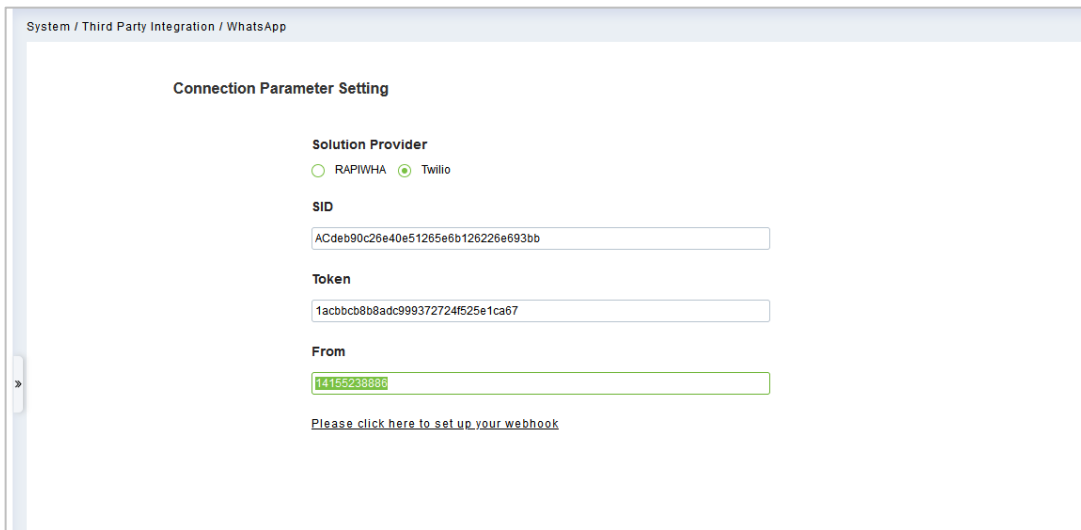 System / Third Party Integration / WhatsApp
Connection Parameter Setting
Solution Provider
RAPIWHA Twilio
SID
ACdeb90c26e40e51265e6b126226e693bb
Token
1acbbcb8b8adc999372724f525e1ca67
From
14155238886
Please click here to set up your webhook